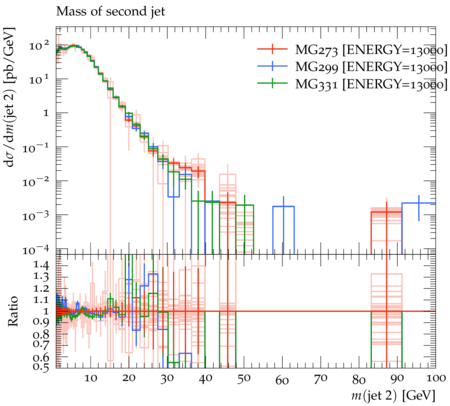 Mass of second jet
dσ/dm(jet 2) [pb/GeV]
MG273 [ENERGY=13000]
MG299 [ENERGY=13000]
MG331 [ENERGY=13000]
10^2
10^1
1
10^-1
10^-2
10^-3
10^-4
Ratio
1.4
1.3
1.2
1.1
1
0.9
0.8
0.7
0.6
0.5
10 20 30 40 50 60 70 80 90 100
m(jet 2) [GeV]